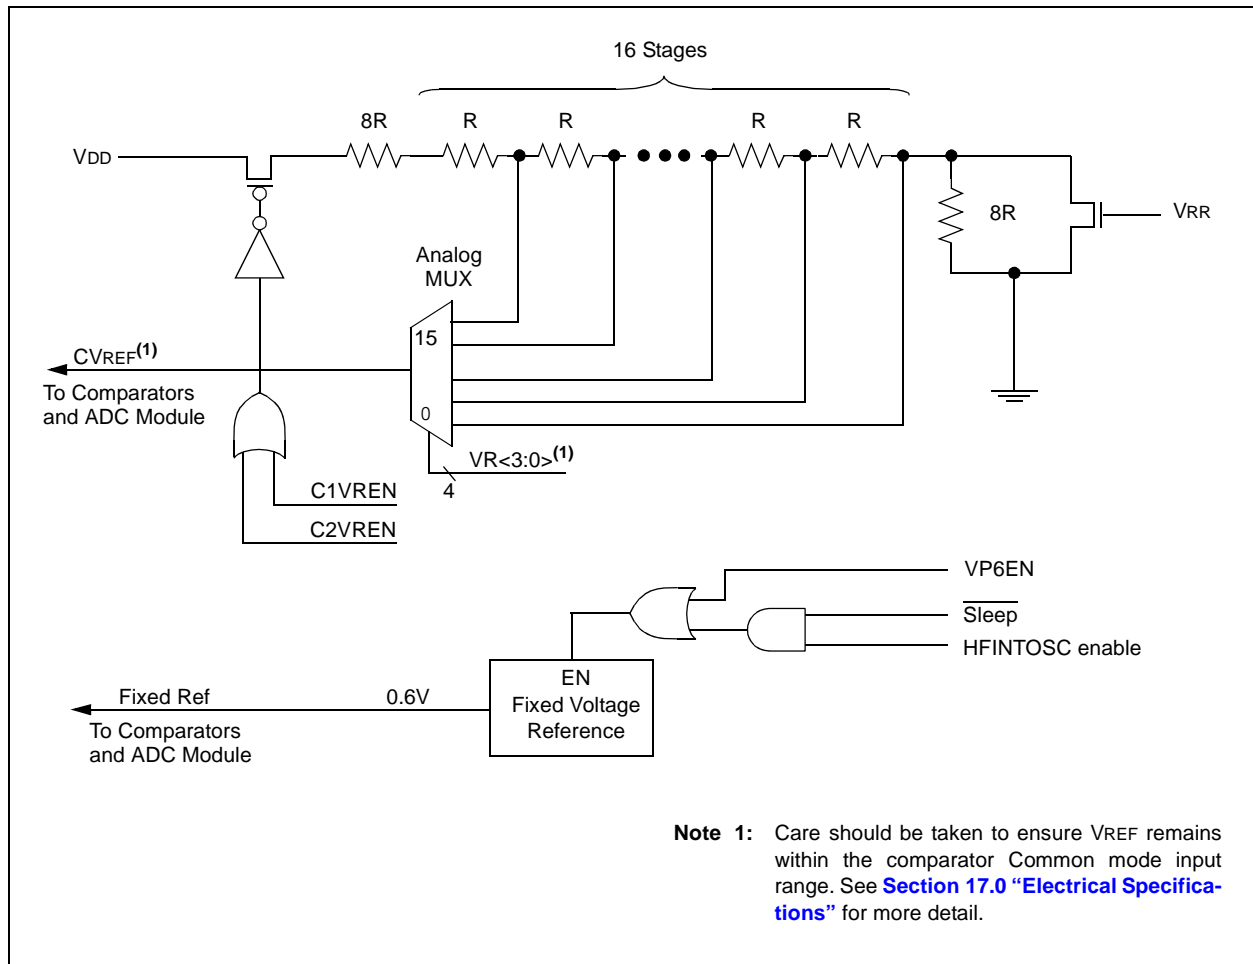 16 Stages
8R R R R R
VDD
8R
VRR
Analog
MUX
15
CVREF(1)
To Comparators
and ADC Module
0
VR<3:0>(1)
4
C1VREN
C2VREN
VP6EN
Sleep
HFINTOSC enable
EN
Fixed Ref 0.6V
Fixed Voltage
Reference
To Comparators
and ADC Module
Note 1: Care should be taken to ensure VREF remains
within the comparator Common mode input
range. See Section 17.0 “Electrical Specifica-
tions” for more detail.